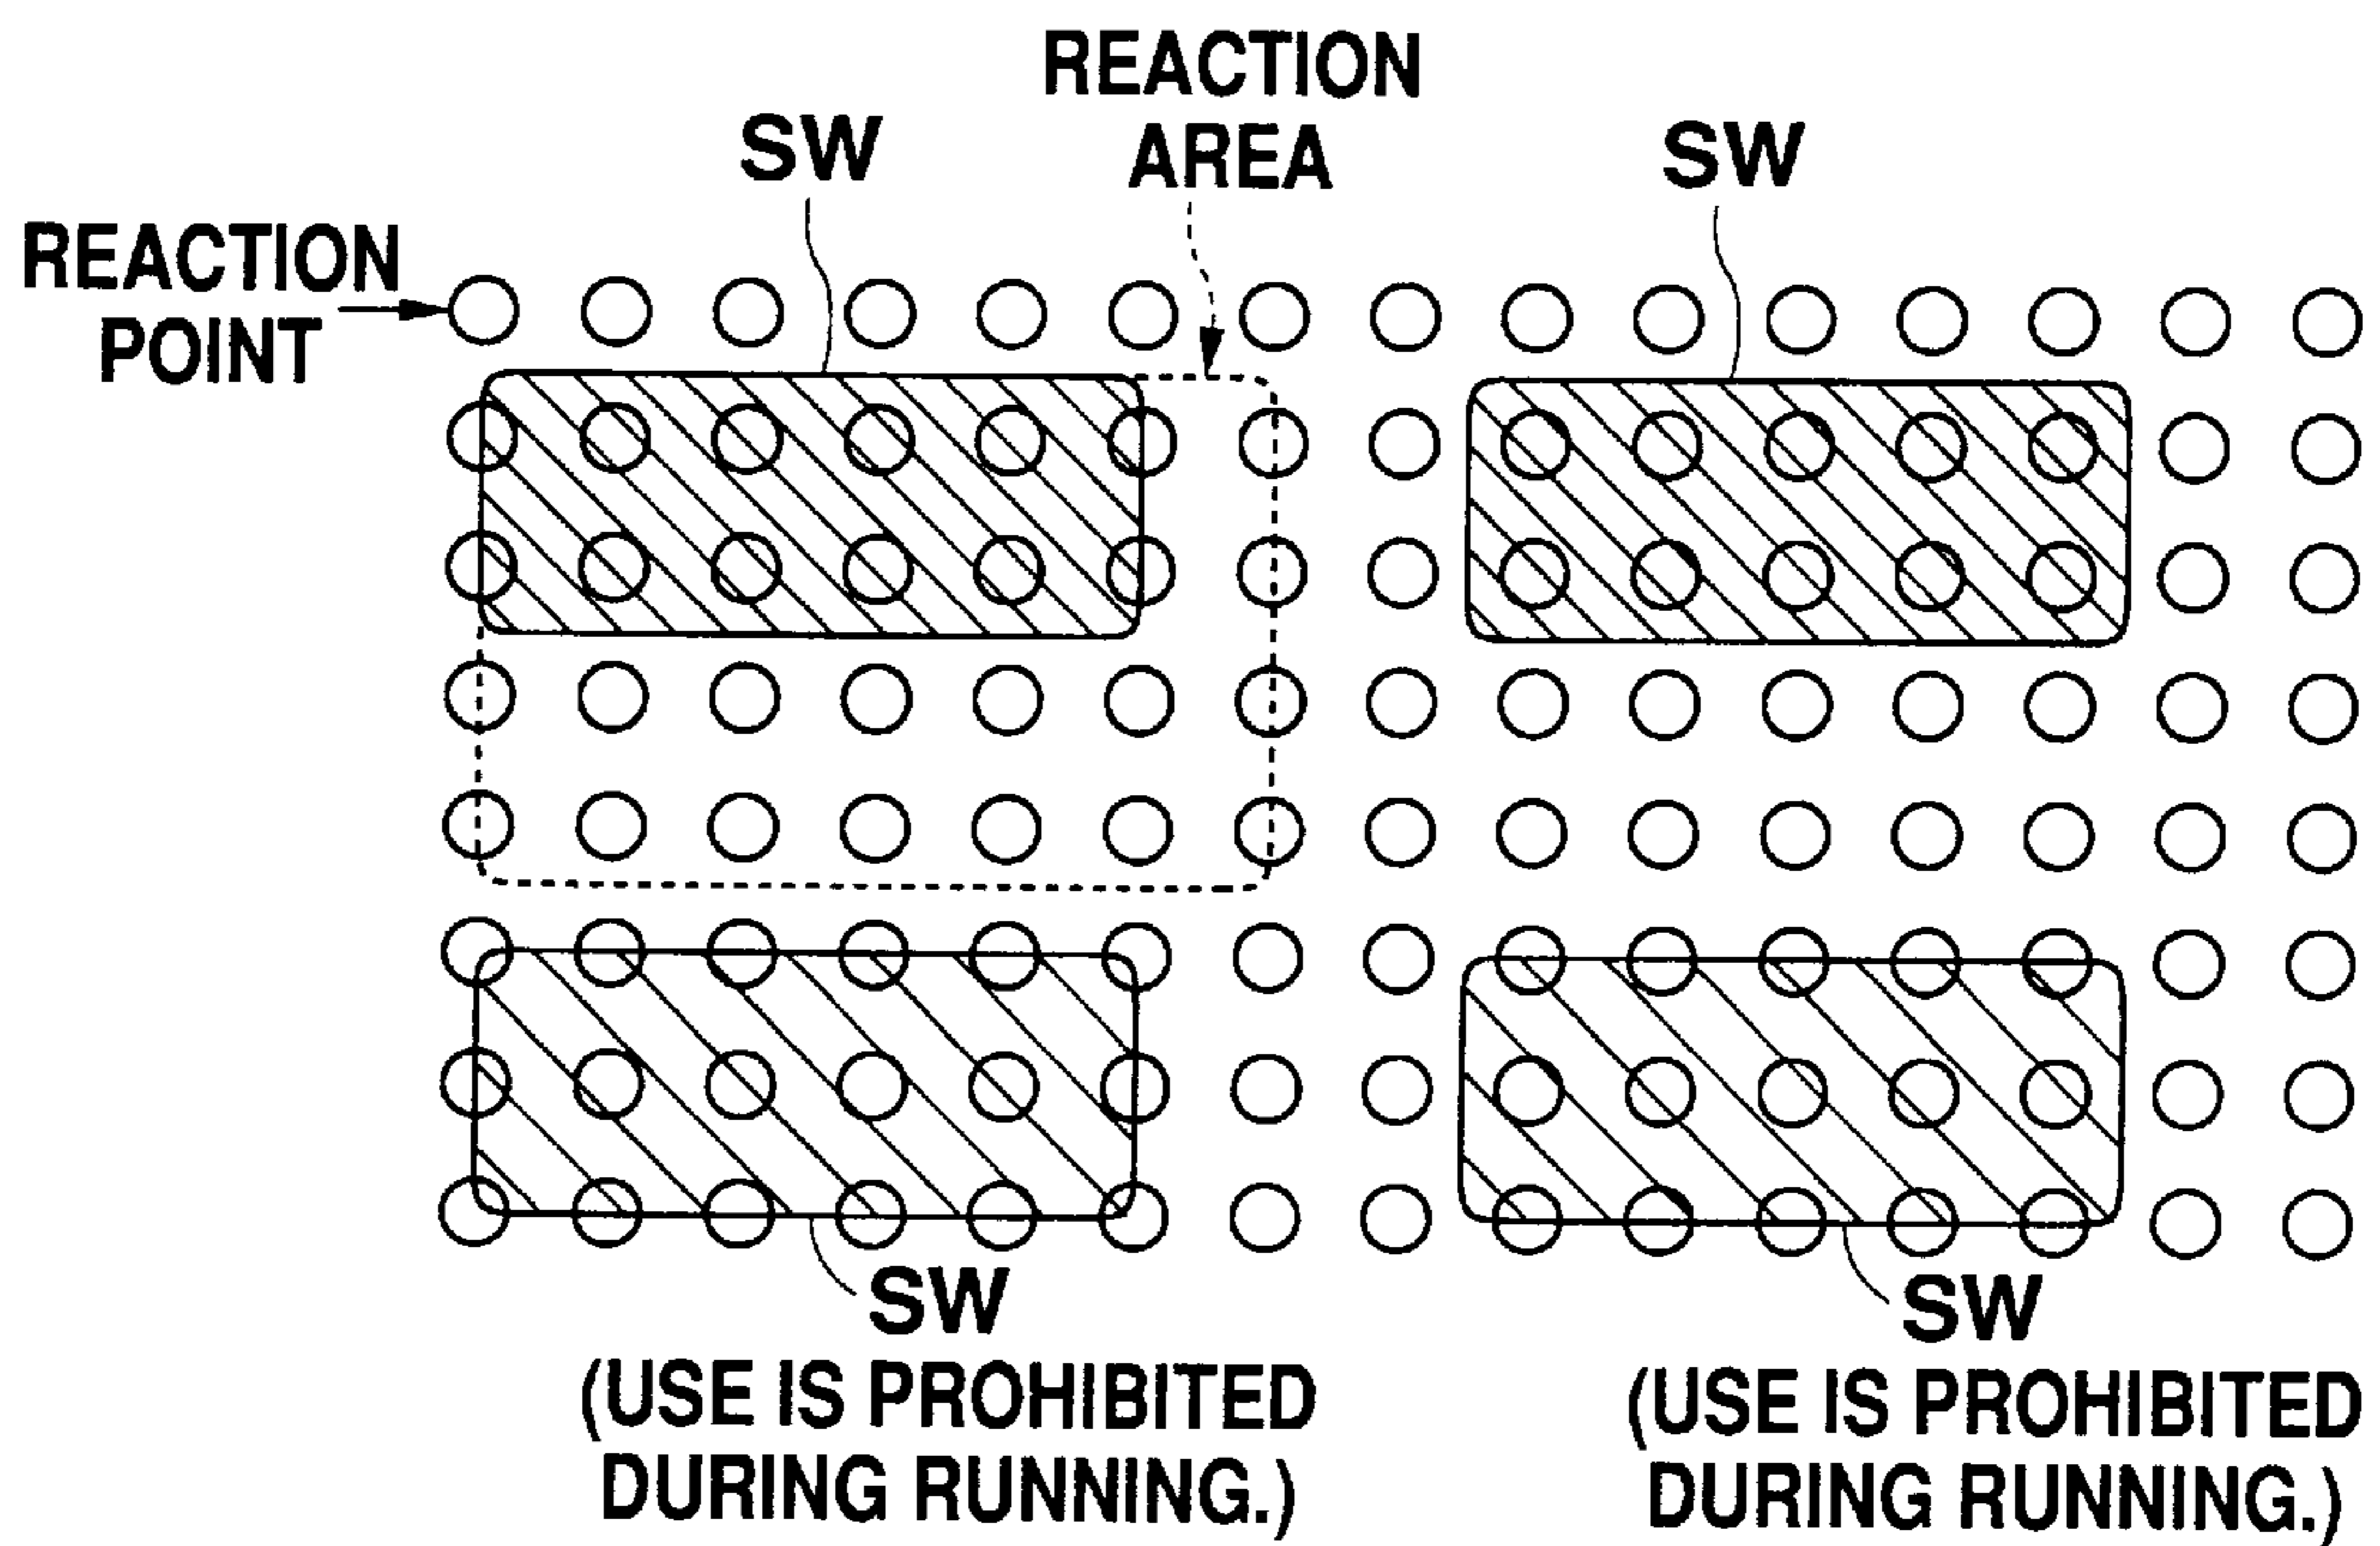 REACTION
AREA
SW
SW
REACTION
POINT
SW
(USE IS PROHIBITED
DURING RUNNING.)
SW
(USE IS PROHIBITED
DURING RUNNING.)